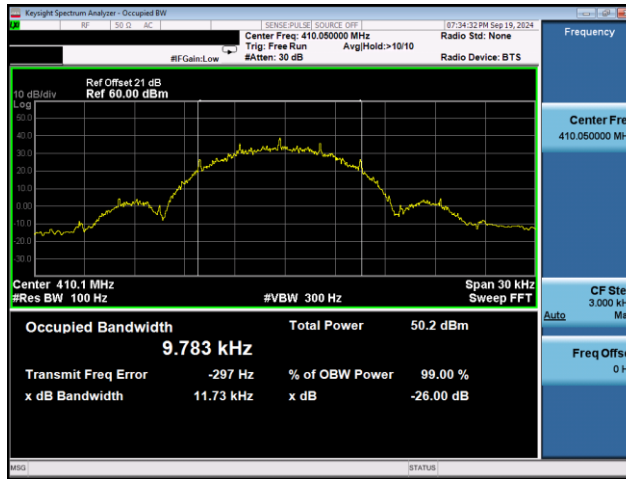 Keysight Spectrum Analyzer - Occupied BW
RF 50 Ω AC SENSE:PULSE SOURCE OFF 07:34:32 PM Sep 19, 2024
Center Freq: 410.050000 MHz Radio Std: None
Trig: Free Run Avg|Hold:>10/10
#IFGain:Low #Atten: 30 dB Radio Device: BTS
Ref Offset 21 dB
10 dB/div Ref 60.00 dBm
Log
50.0
40.0
30.0
20.0
10.0
0.00
-10.0
-20.0
-30.0
Center 410.1 MHz Span 30 kHz
#Res BW 100 Hz #VBW 300 Hz Sweep FFT
Occupied Bandwidth Total Power 50.2 dBm
9.783 kHz
Transmit Freq Error -297 Hz % of OBW Power 99.00 %
x dB Bandwidth 11.73 kHz x dB -26.00 dB
MSG STATUS
Frequency
Center Fre
410.050000 MH
CF Ste
3.000 kH
Auto Ma
Freq Offs
0 H